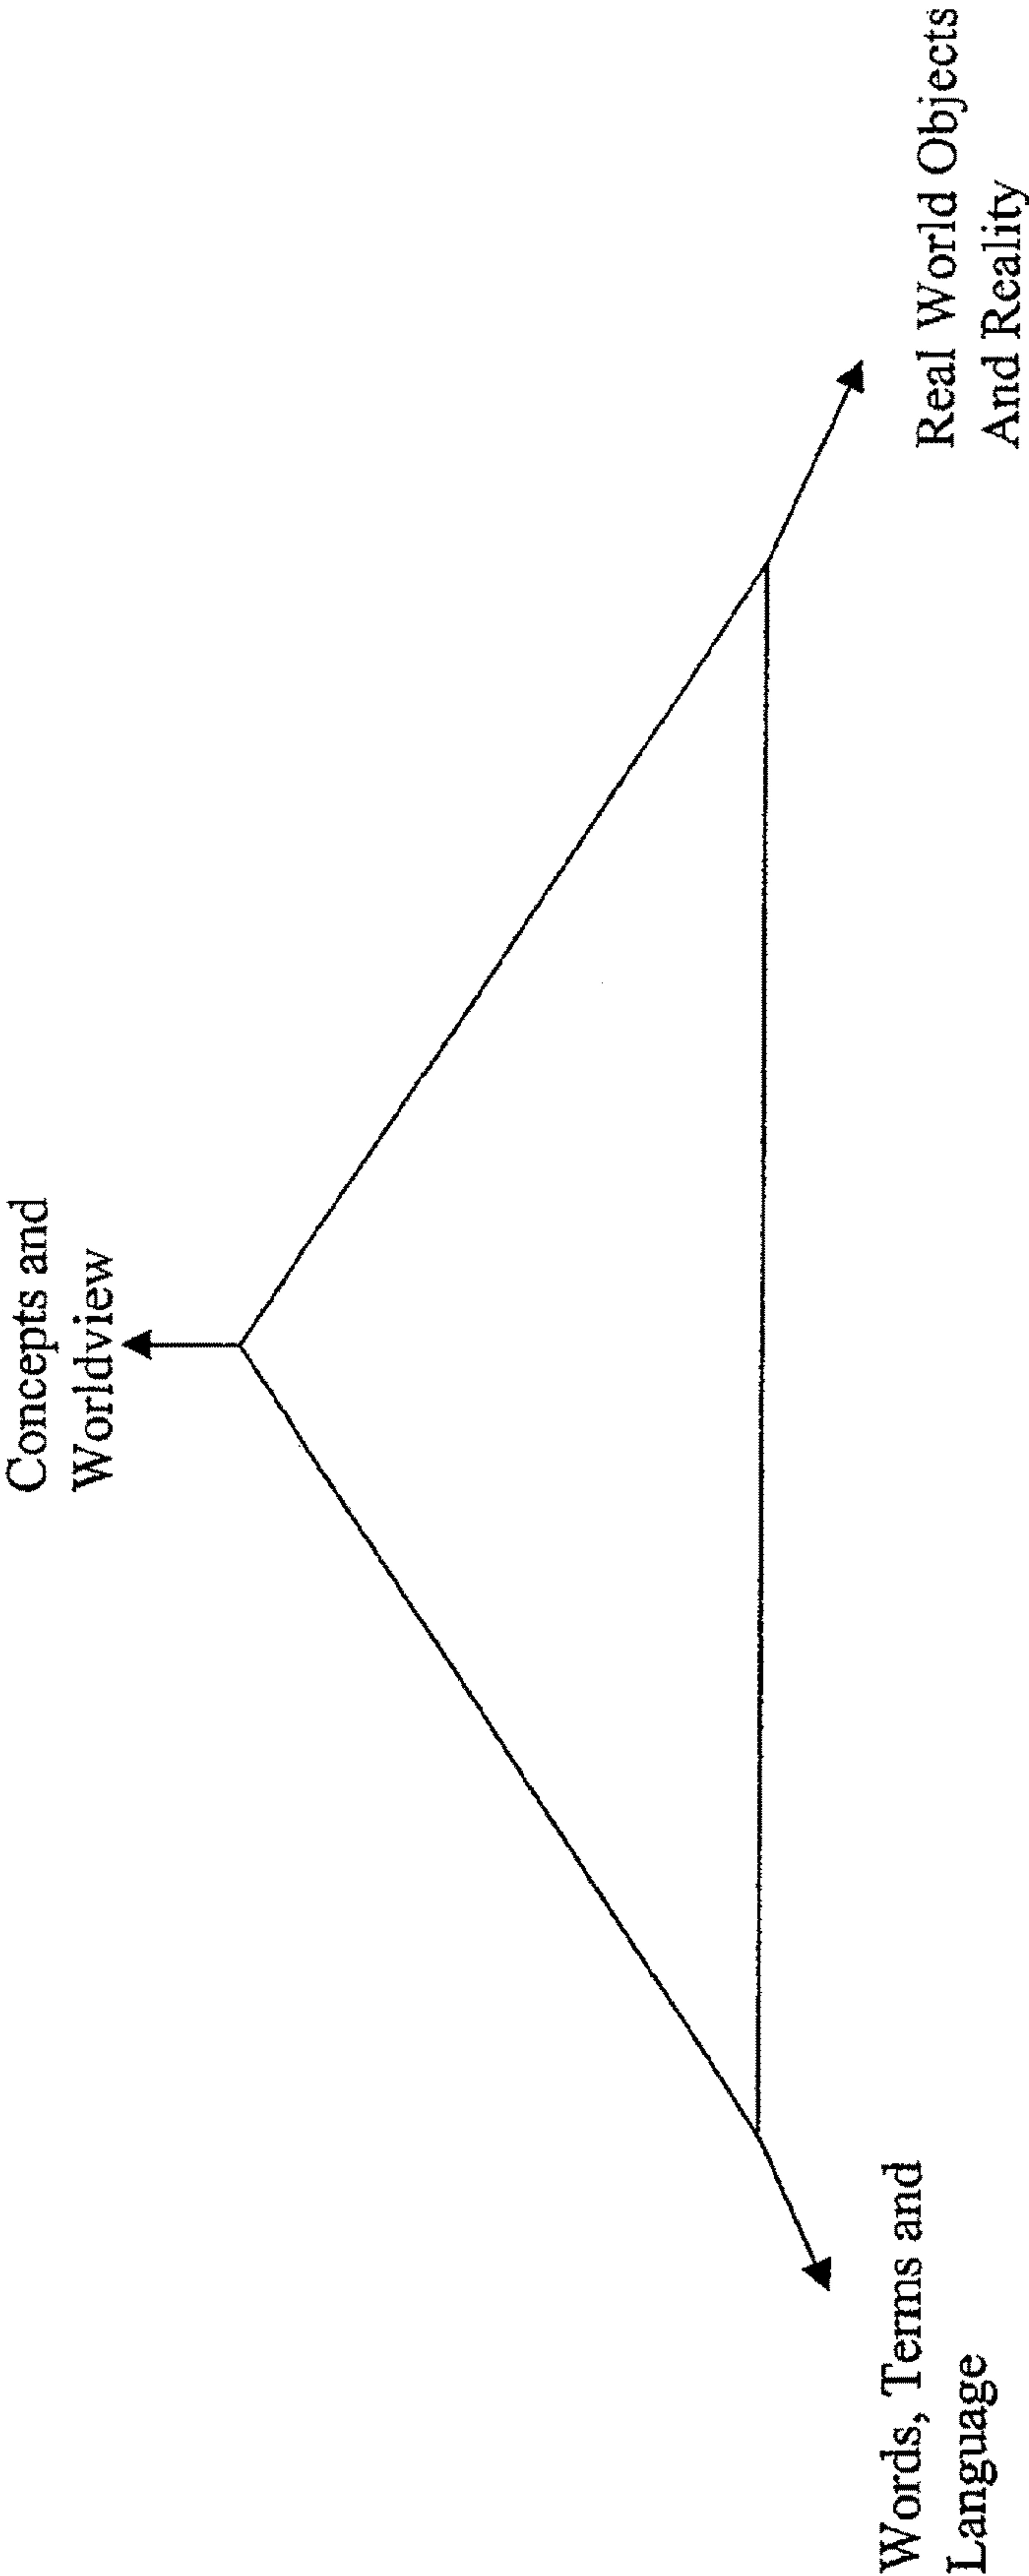 Concepts and
Worldview
Words, Terms and
Language
Real World Objects
And Reality